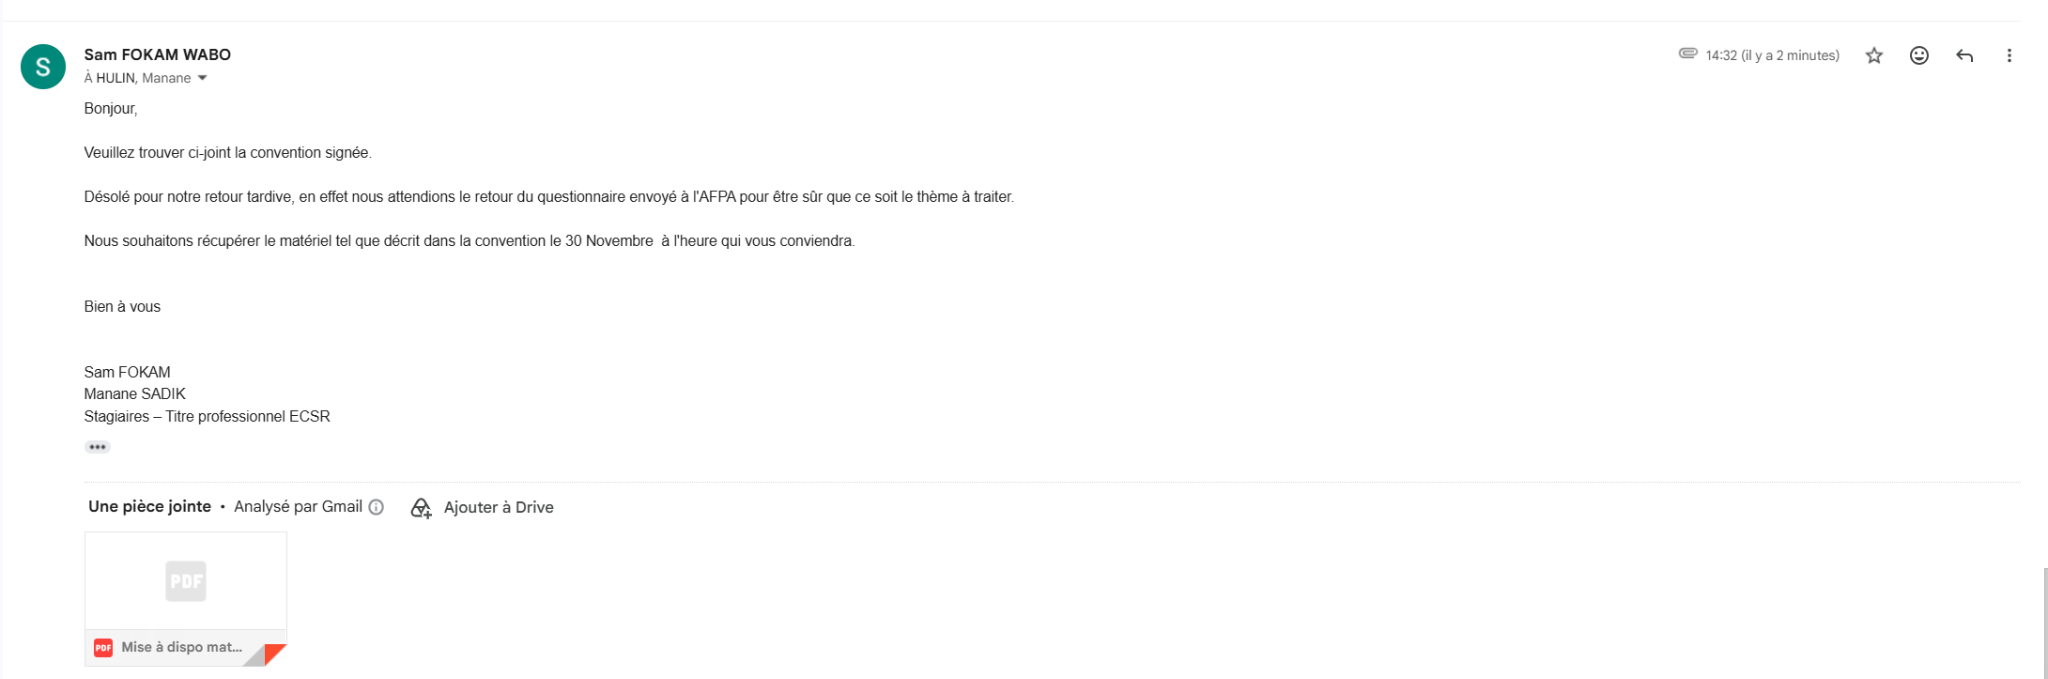 S
Sam FOKAM WABO
14:32 (il y a 2 minutes)
À HULIN, Manane
Bonjour,
Veuillez trouver ci-joint la convention signée.
Désolé pour notre retour tardive, en effet nous attendions le retour du questionnaire envoyé à l'AFPA pour être sûr que ce soit le thème à traiter.
Nous souhaitons récupérer le matériel tel que décrit dans la convention le 30 Novembre  à l'heure qui vous conviendra.
Bien à vous
Sam FOKAM
Manane SADIK
Stagiaires – Titre professionnel ECSR
Une pièce jointe • Analysé par Gmail
Ajouter à Drive
PDF
PDF Mise à dispo mat...